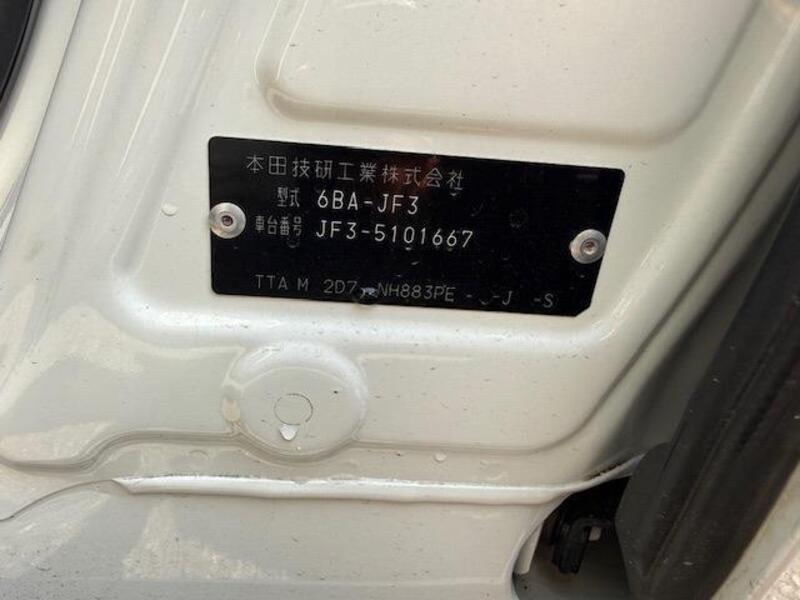 本田技研工業株式会社
型式 6BA-JF3
車台番号 JF3-5101667
TTA M 2D7 -NH883PE - -J -S